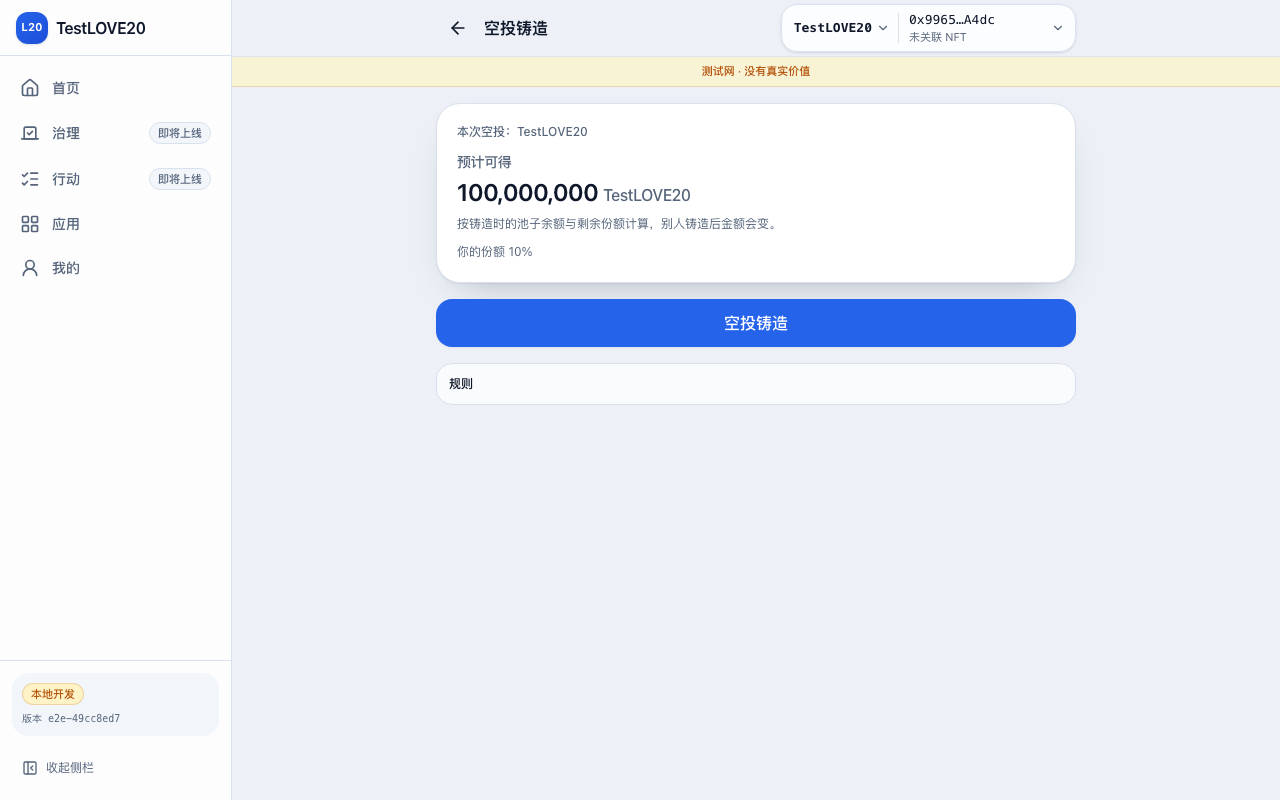 L20 TestLOVE20
首页
治理 即将上线
行动 即将上线
应用
我的
本地开发
版本 e2e-49cc8ed7
收起侧栏
空投铸造
TestLOVE20
0x9965…A4dc
未关联 NFT
测试网 · 没有真实价值
本次空投：TestLOVE20
预计可得
100,000,000 TestLOVE20
按铸造时的池子余额与剩余份额计算，别人铸造后金额会变。
你的份额 10%
空投铸造
规则